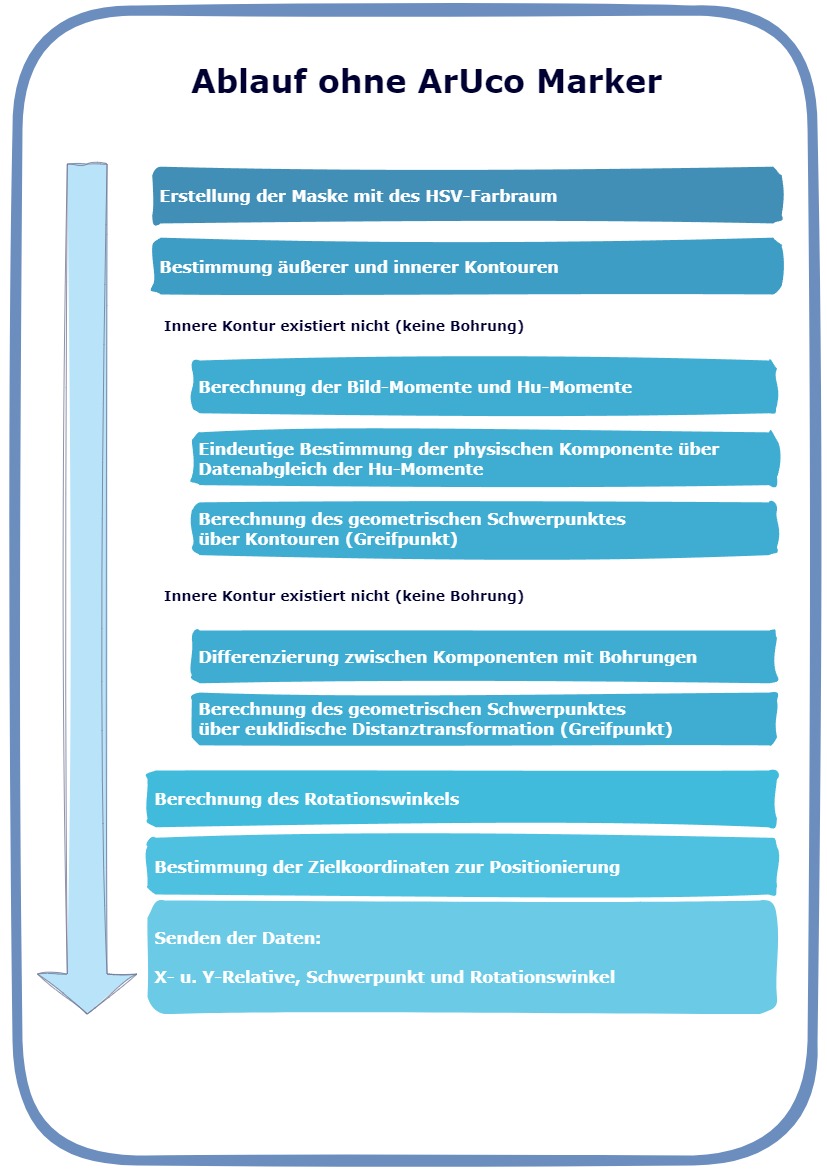 Ablauf ohne ArUco Marker
Erstellung der Maske mit des HSV-Farbraum
Bestimmung äußerer und innerer Kontouren
Innere Kontur existiert nicht (keine Bohrung)
Berechnung der Bild-Momente und Hu-Momente
Eindeutige Bestimmung der physischen Komponente über
Datenabgleich der Hu-Momente
Berechnung des geometrischen Schwerpunktes
über Kontouren (Greifpunkt)
Innere Kontur existiert nicht (keine Bohrung)
Differenzierung zwischen Komponenten mit Bohrungen
Berechnung des geometrischen Schwerpunktes
über euklidische Distanztransformation (Greifpunkt)
Berechnung des Rotationswinkels
Bestimmung der Zielkoordinaten zur Positionierung
Senden der Daten:
X- u. Y-Relative, Schwerpunkt und Rotationswinkel